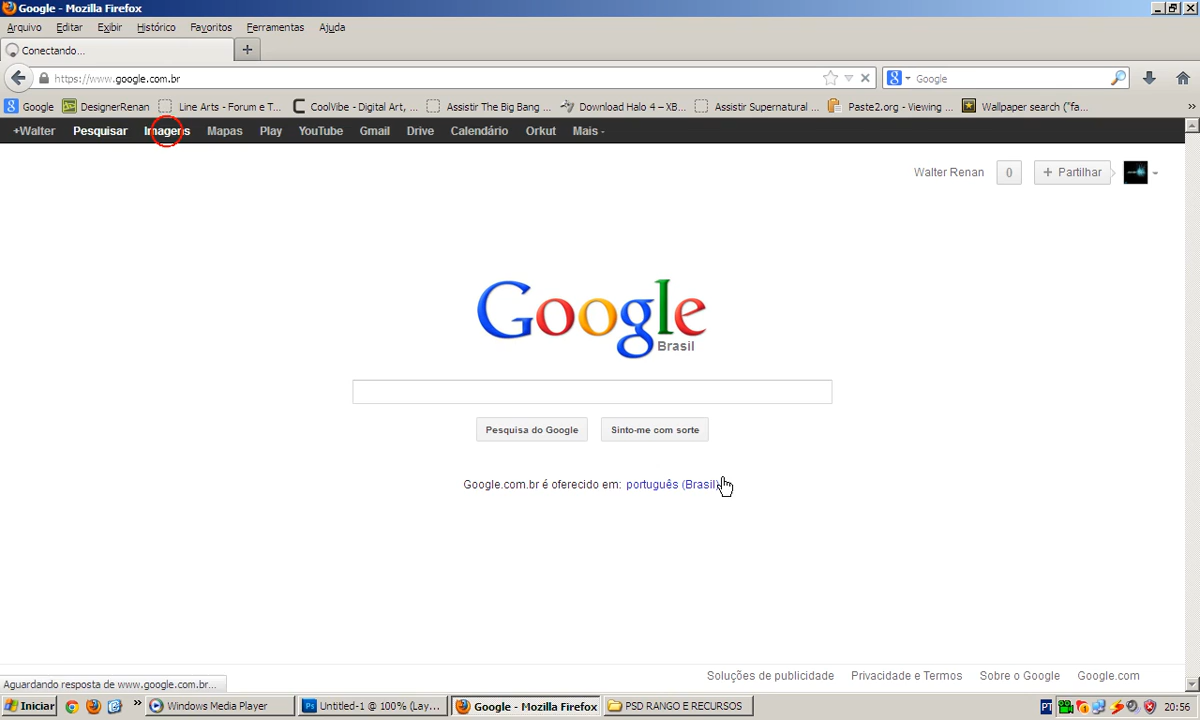 Google - Mozilla Firefox
Arquivo Editar Exibir Histórico Favoritos Ferramentas Ajuda
Conectando... +
https://www.google.com.br Google
Google DesignerRenan Line Arts - Forum e T... CoolVibe - Digital Art, ... Assistir The Big Bang ... Download Halo 4 – XB... Assistir Supernatural ... Paste2.org - Viewing ... Wallpaper search ("fa... »
+Walter Pesquisar Imagens Mapas Play YouTube Gmail Drive Calendário Orkut Mais
Walter Renan 0 + Partilhar
Google
Brasil
Pesquisa do Google Sinto-me com sorte
Google.com.br é oferecido em: português (Brasil)
Soluções de publicidade Privacidade e Termos Sobre o Google Google.com
Aguardando resposta de www.google.com.br...
Iniciar » Windows Media Player Ps Untitled-1 @ 100% (Lay... Google - Mozilla Firefox PSD RANGO E RECURSOS PT 20:56